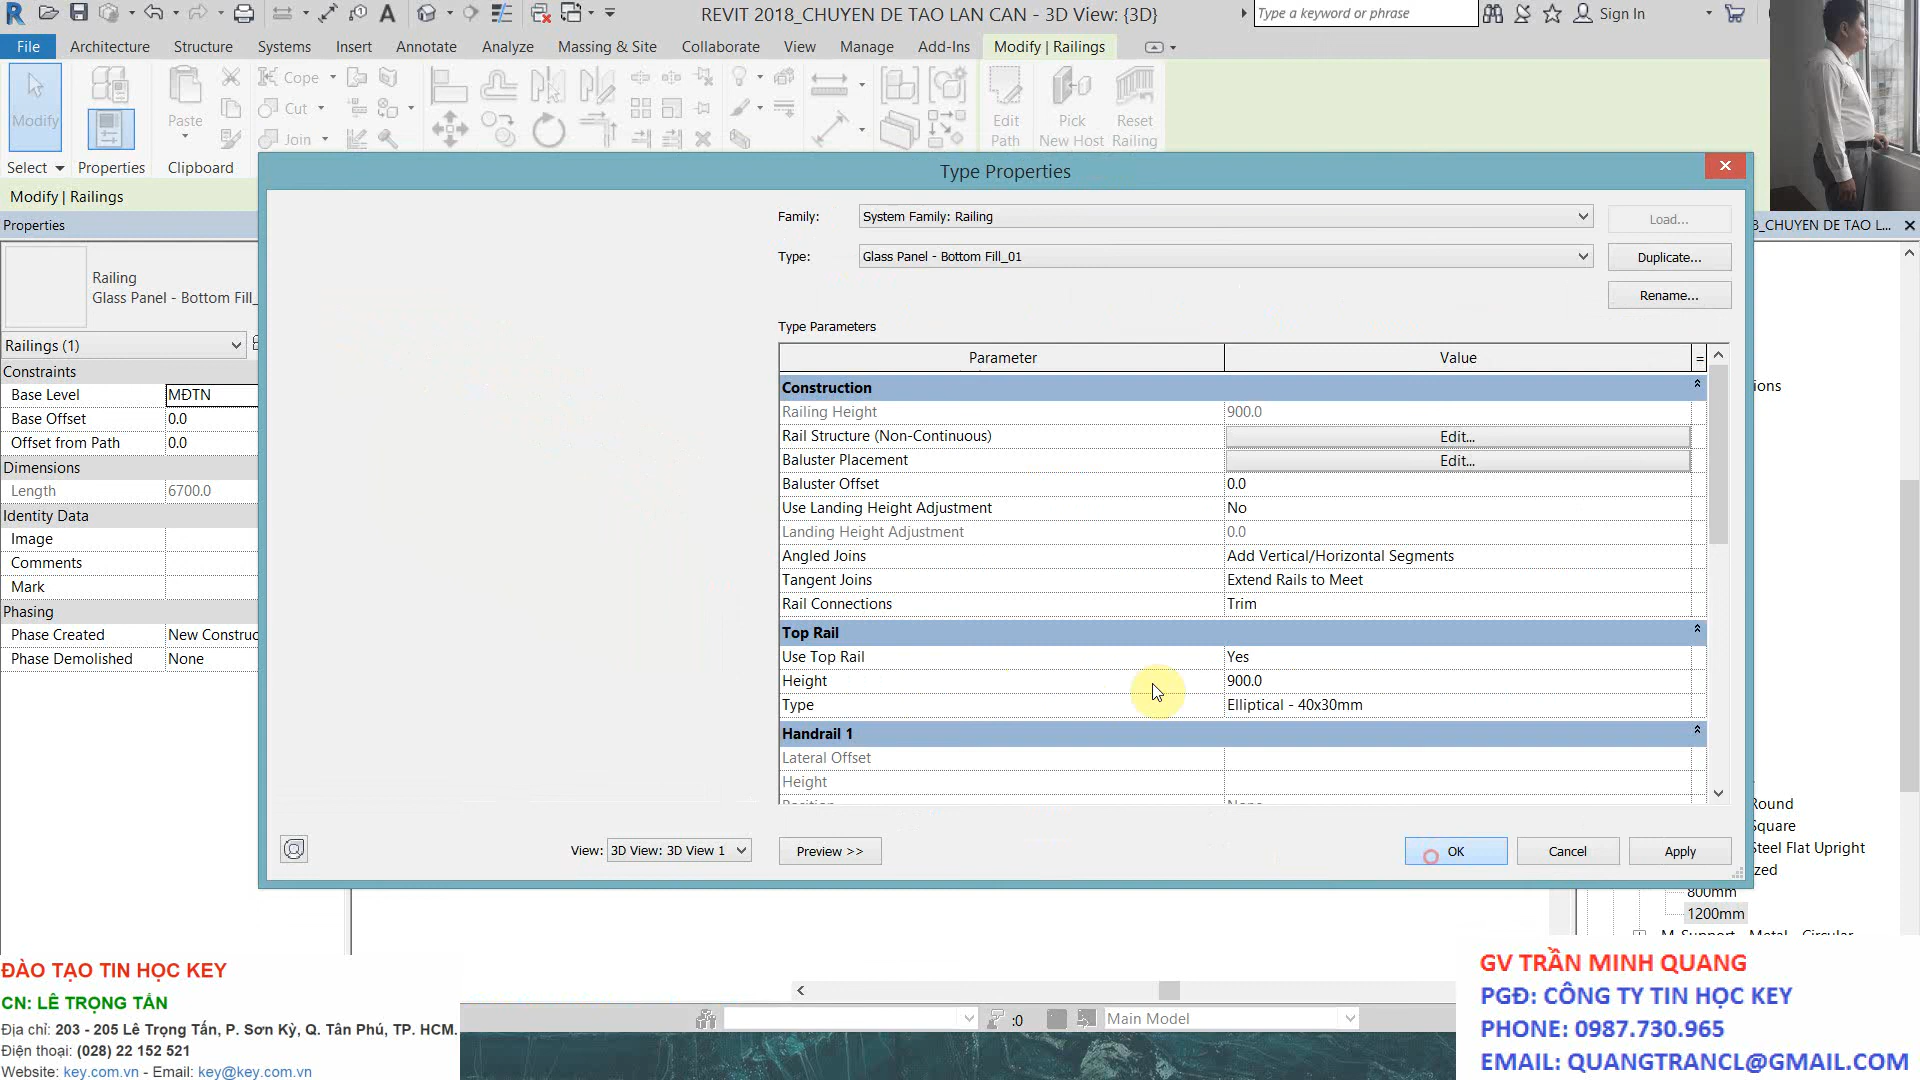 REVIT 2018_CHUYEN DE TAO LAN CAN - 3D View: {3D}
Type a keyword or phrase
Sign In
File
Architecture
Structure
Systems
Insert
Annotate
Analyze
Massing & Site
Collaborate
View
Manage
Add-Ins
Modify | Railings
Modify
Paste
Cope
Cut
Join
Edit
Path
Pick
New Host
Reset
Railing
Select
Properties
Clipboard
Modify | Railings
Properties
Railing
Glass Panel - Bottom Fill_
Railings (1)
Constraints
Base Level MĐTN
Base Offset 0.0
Offset from Path 0.0
Dimensions
Length 6700.0
Identity Data
Image
Comments
Mark
Phasing
Phase Created New Construc
Phase Demolished None
Type Properties
Family: System Family: Railing
Load...
Type: Glass Panel - Bottom Fill_01
Duplicate...
Rename...
Type Parameters
Parameter Value =
Construction
Railing Height 900.0
Rail Structure (Non-Continuous) Edit...
Baluster Placement Edit...
Baluster Offset 0.0
Use Landing Height Adjustment No
Landing Height Adjustment 0.0
Angled Joins Add Vertical/Horizontal Segments
Tangent Joins Extend Rails to Meet
Rail Connections Trim
Top Rail
Use Top Rail Yes
Height 900.0
Type Elliptical - 40x30mm
Handrail 1
Lateral Offset
Height
View: 3D View: 3D View 1
Preview >>
OK
Cancel
Apply
_CHUYEN DE TAO L...
ions
Round
Square
Steel Flat Upright
zed
800mm
1200mm
:0
Main Model
ĐÀO TẠO TIN HỌC KEY
CN: LÊ TRỌNG TẤN
Địa chỉ: 203 - 205 Lê Trọng Tấn, P. Sơn Kỳ, Q. Tân Phú, TP. HCM.
Điện thoại: (028) 22 152 521
Website: key.com.vn - Email: key@key.com.vn
GV TRẦN MINH QUANG
PGĐ: CÔNG TY TIN HỌC KEY
PHONE: 0987.730.965
EMAIL: QUANGTRANCL@GMAIL.COM